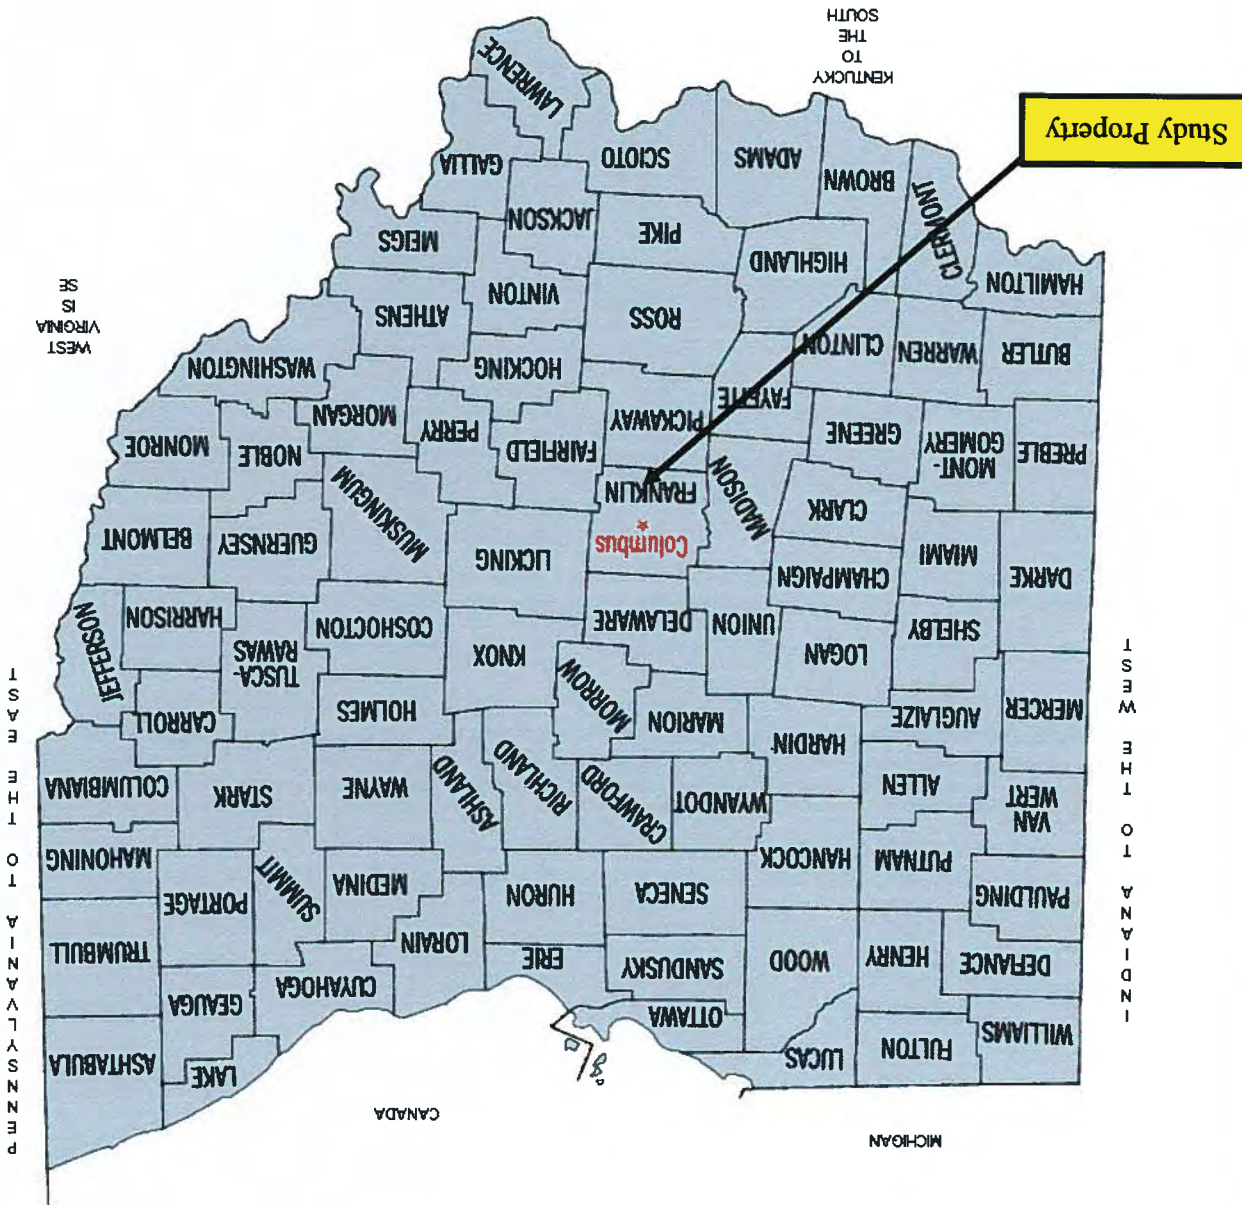 MICHIGAN
CANADA
WILLIAMS
FULTON
LUCAS
OTTAWA
LAKE
ASHTABULA
DEFIANCE
HENRY
WOOD
SANDUSKY
ERIE
LORAIN
CUYAHOGA
GEAUGA
TRUMBULL
PAULDING
PUTNAM
HANCOCK
SENECA
HURON
MEDINA
SUMMIT
PORTAGE
MAHONING
VAN
WERT
ALLEN
WYANDOT
CRAWFORD
RICHLAND
ASHLAND
WAYNE
STARK
COLUMBIANA
MERCER
AUGLAIZE
HARDIN
MARION
MORROW
HOLMES
CARROLL
JEFFERSON
SHELBY
LOGAN
UNION
DELAWARE
KNOX
COSHOCTON
TUSCA-
RAWAS
HARRISON
DARKE
MIAMI
CHAMPAIGN
CLARK
MADISON
Columbus
FRANKLIN
LICKING
MUSKINGUM
GUERNSEY
BELMONT
PREBLE
MONT-
GOMERY
GREENE
FAYETTE
PICKAWAY
FAIRFIELD
PERRY
MORGAN
NOBLE
MONROE
BUTLER
WARREN
CLINTON
ROSS
HOCKING
ATHENS
WASHINGTON
HAMILTON
CLERMONT
HIGHLAND
PIKE
VINTON
JACKSON
MEIGS
BROWN
ADAMS
SCIOTO
GALLIA
LAWRENCE
INDIANA TO THE WEST
PENNSYLVANIA TO THE EAST
WEST
VIRGINIA
IS
SE
Study Property
KENTUCKY
TO
THE
SOUTH